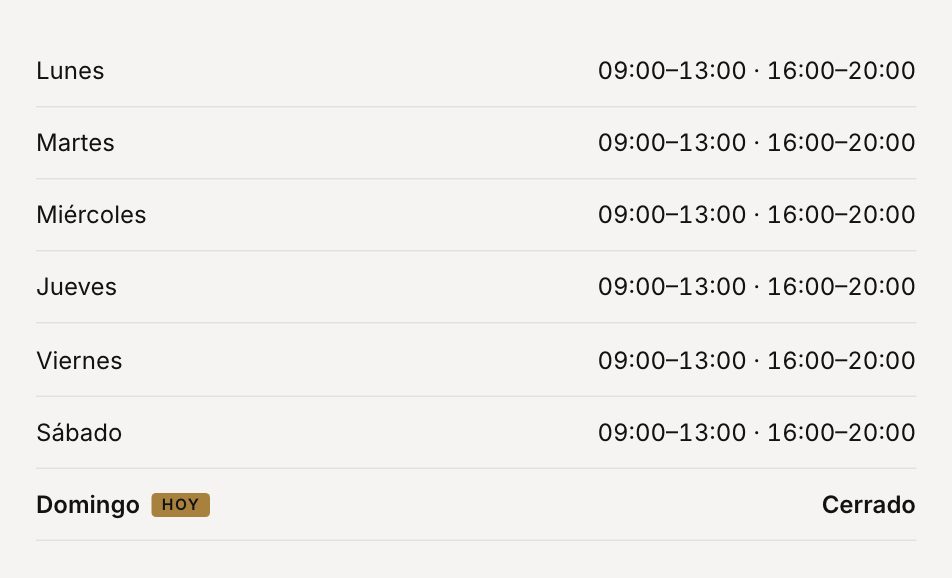 Lunes 09:00–13:00 · 16:00–20:00
Martes 09:00–13:00 · 16:00–20:00
Miércoles 09:00–13:00 · 16:00–20:00
Jueves 09:00–13:00 · 16:00–20:00
Viernes 09:00–13:00 · 16:00–20:00
Sábado 09:00–13:00 · 16:00–20:00
Domingo HOY Cerrado